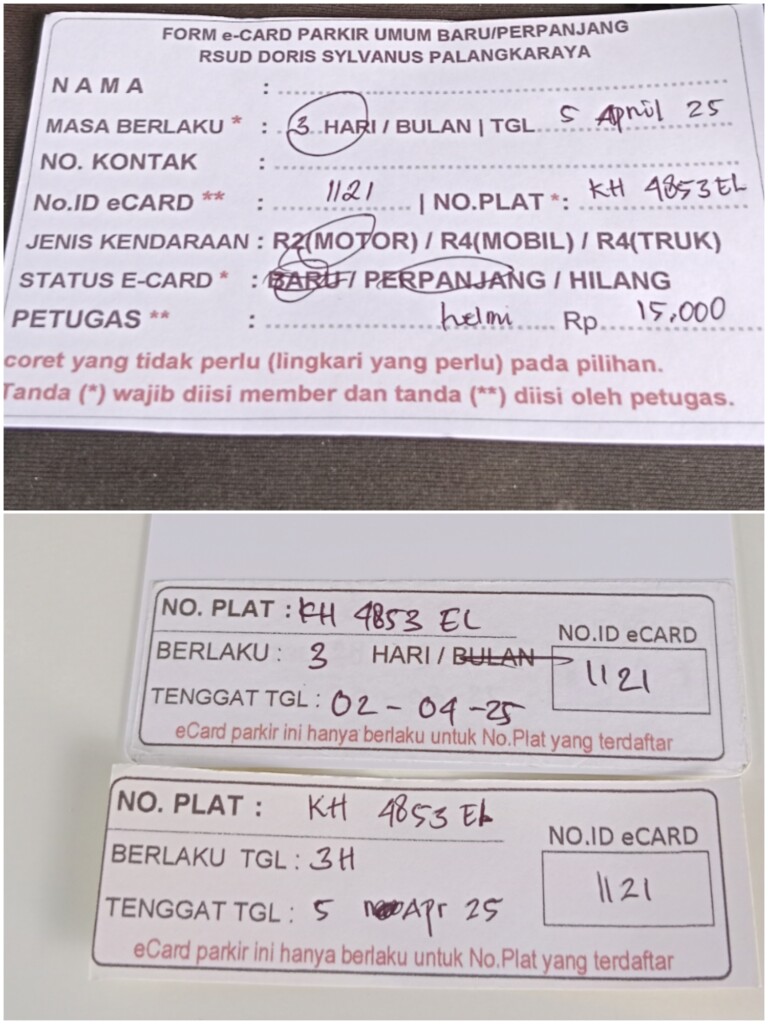 FORM e-CARD PARKIR UMUM BARU/PERPANJANG
RSUD DORIS SYLVANUS PALANGKARAYA
NAMA :
MASA BERLAKU * : 3 HARI / BULAN | TGL 5 April 25
NO. KONTAK :
No.ID eCARD ** : 1121 | NO.PLAT *: KH 4853 EL
JENIS KENDARAAN : R2(MOTOR) / R4(MOBIL) / R4(TRUK)
STATUS E-CARD * : BARU / PERPANJANG / HILANG
PETUGAS ** : helmi Rp 15.000
coret yang tidak perlu (lingkari yang perlu) pada pilihan.
Tanda (*) wajib diisi member dan tanda (**) diisi oleh petugas.
NO. PLAT : KH 4853 EL
NO.ID eCARD
BERLAKU : 3 HARI / BULAN
1121
TENGGAT TGL : 02 - 04 - 25
eCard parkir ini hanya berlaku untuk No.Plat yang terdaftar
NO. PLAT : KH 4853 EL
NO.ID eCARD
BERLAKU TGL : 3H
1121
TENGGAT TGL : 5 Apr 25
eCard parkir ini hanya berlaku untuk No.Plat yang terdaftar